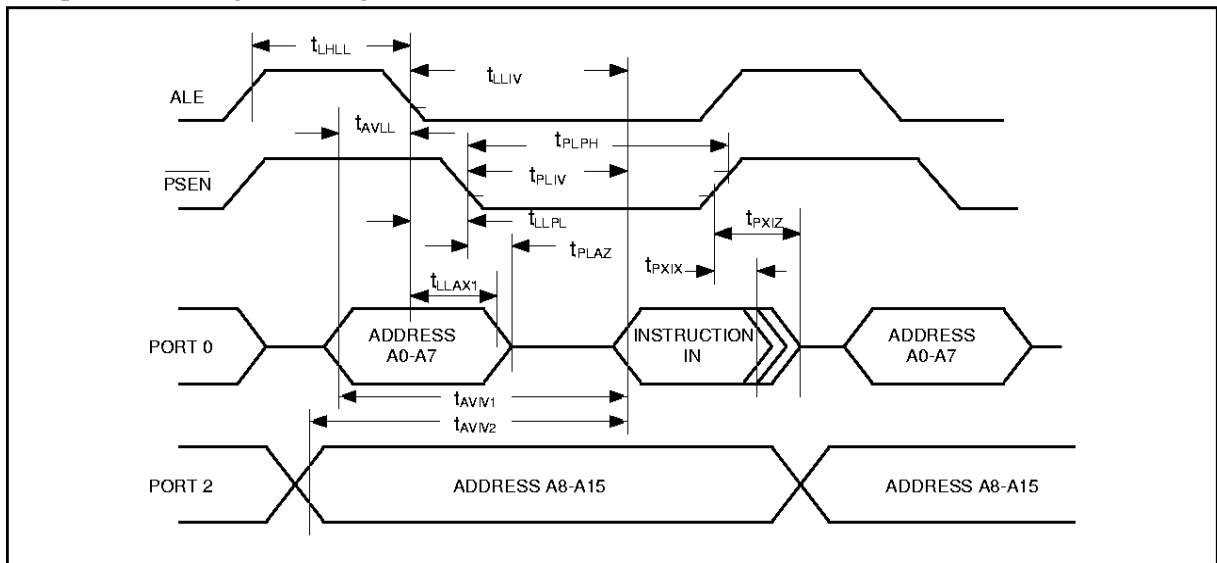 tLHLL
tLLIV
ALE
tAVLL
tPLPH
PSEN
tPLIV
tLLPL
tPXIZ
tPLAZ
tPXIX
tLLAX1
PORT 0
ADDRESS
A0-A7
INSTRUCTION
IN
ADDRESS
A0-A7
tAVIV1
tAVIV2
PORT 2
ADDRESS A8-A15
ADDRESS A8-A15